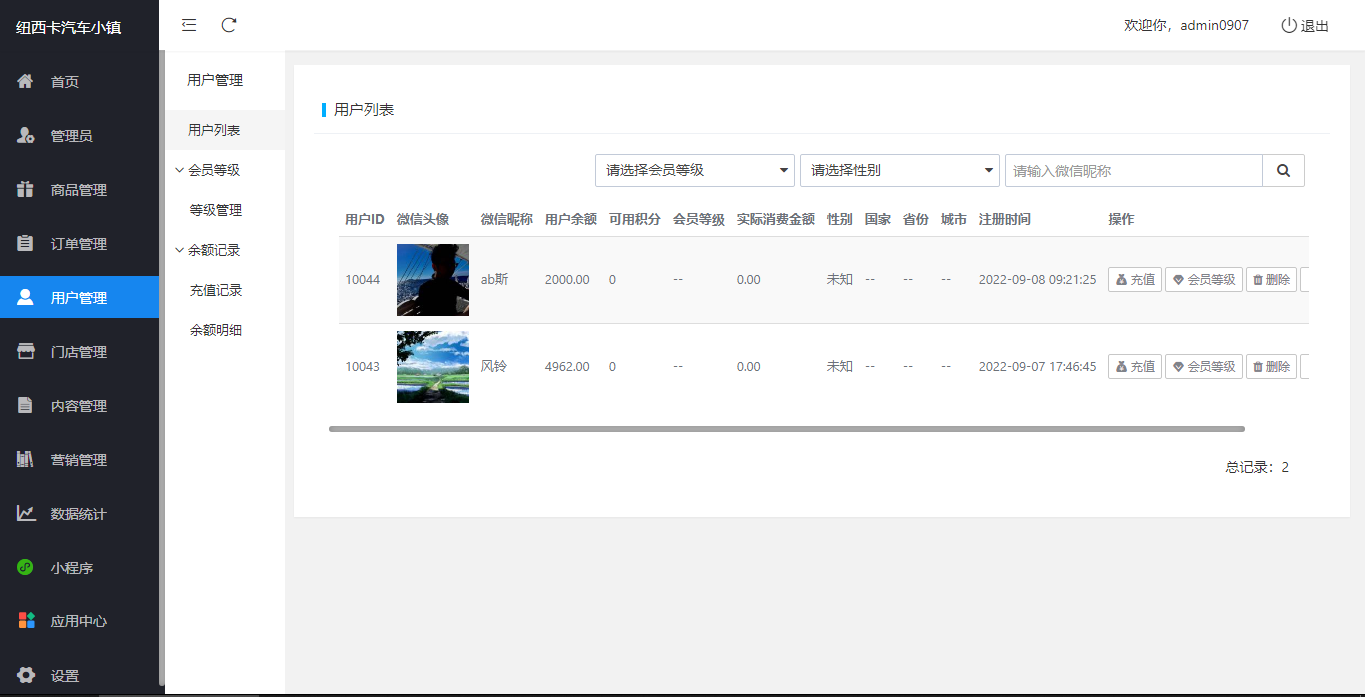 纽西卡汽车小镇
欢迎你，admin0907
退出
首页
管理员
商品管理
订单管理
用户管理
门店管理
内容管理
营销管理
数据统计
小程序
应用中心
设置
用户管理
用户列表
会员等级
等级管理
余额记录
充值记录
余额明细
用户列表
请选择会员等级 请选择性别 请输入微信昵称
用户ID 微信头像 微信昵称 用户余额 可用积分 会员等级 实际消费金额 性别 国家 省份 城市 注册时间 操作
10044 ab斯 2000.00 0 -- 0.00 未知 -- -- -- 2022-09-08 09:21:25 充值 会员等级 删除
10043 风铃 4962.00 0 -- 0.00 未知 -- -- -- 2022-09-07 17:46:45 充值 会员等级 删除
总记录：2